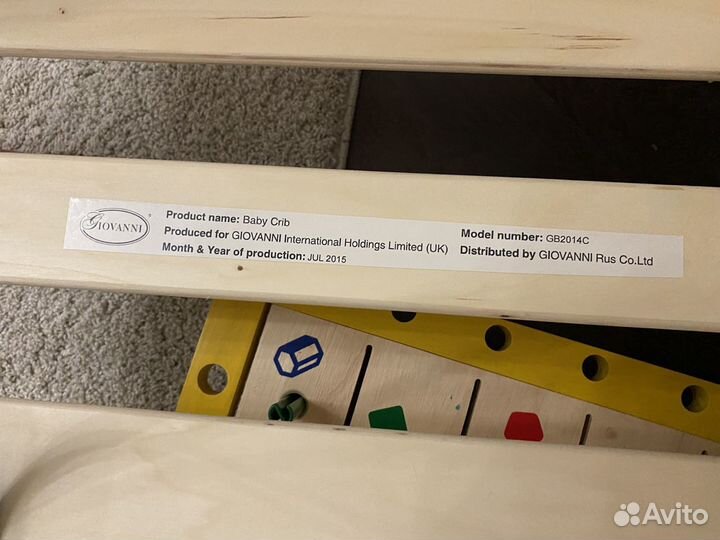 GIOVANNI
Product name: Baby Crib
Produced for GIOVANNI International Holdings Limited (UK)
Month & Year of production: JUL 2015
Model number: GB2014C
Distributed by GIOVANNI Rus Co.Ltd
Avito